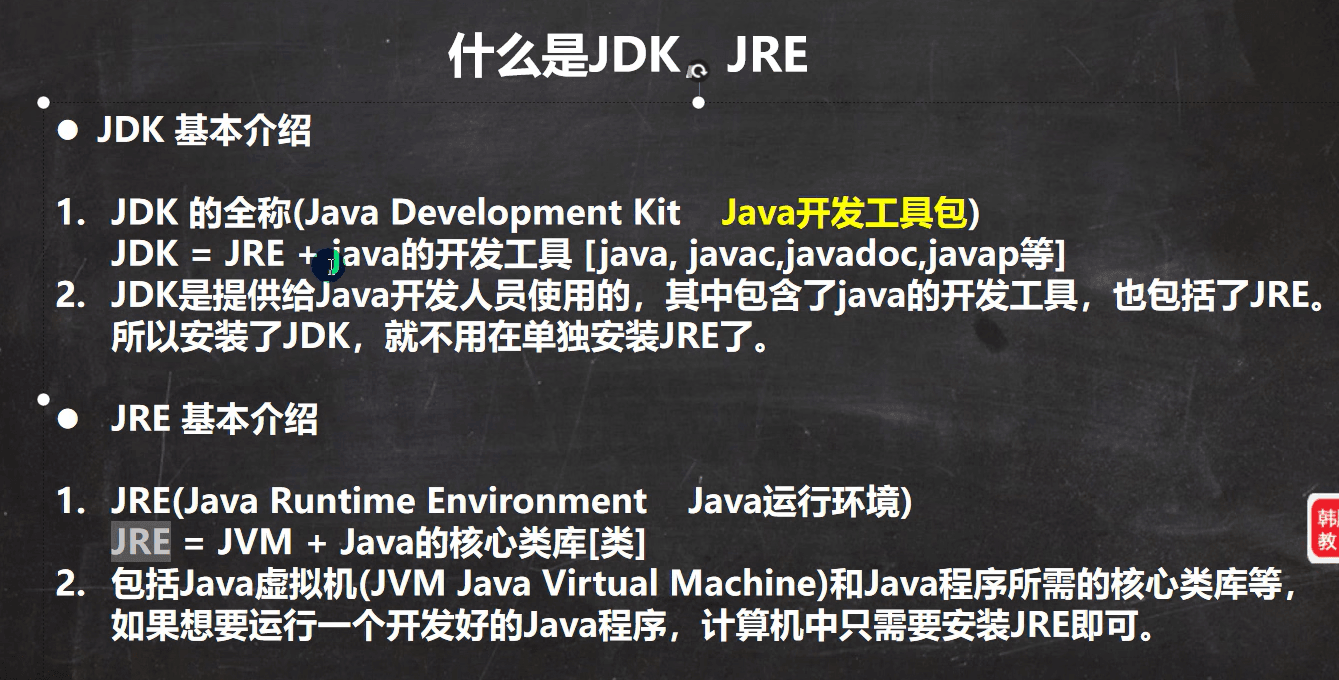 什么是JDK、JRE
● JDK 基本介绍
1. JDK 的全称(Java Development Kit Java开发工具包)
JDK = JRE + java的开发工具 [java, javac,javadoc,javap等]
2. JDK是提供给Java开发人员使用的，其中包含了java的开发工具，也包括了JRE。
所以安装了JDK，就不用在单独安装JRE了。
● JRE 基本介绍
1. JRE(Java Runtime Environment Java运行环境)
JRE = JVM + Java的核心类库[类]
2. 包括Java虚拟机(JVM Java Virtual Machine)和Java程序所需的核心类库等，
如果想要运行一个开发好的Java程序，计算机中只需要安装JRE即可。
教